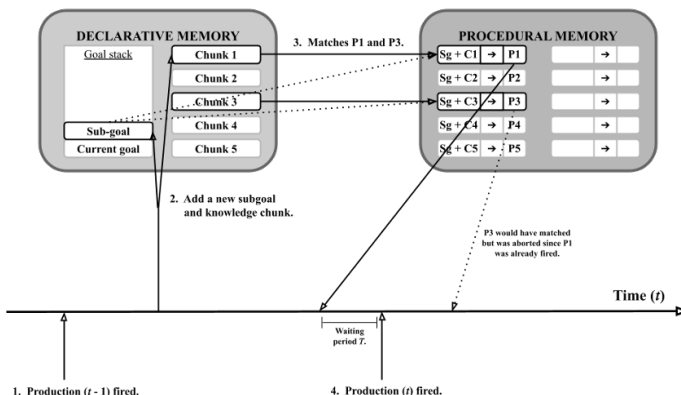 DECLARATIVE MEMORY
Goal stack
Sub-goal
Current goal
Chunk 1
Chunk 2
Chunk 3
Chunk 4
Chunk 5
3. Matches P1 and P3.
PROCEDURAL MEMORY
Sg + C1 → P1
Sg + C2 → P2
Sg + C3 → P3
Sg + C4 → P4
Sg + C5 → P5
→
→
→
→
→
2. Add a new subgoal
and knowledge chunk.
P3 would have matched
but was aborted since P1
was already fired.
Time (t)
Waiting
period T.
1. Production (t - 1) fired.
4. Production (t) fired.